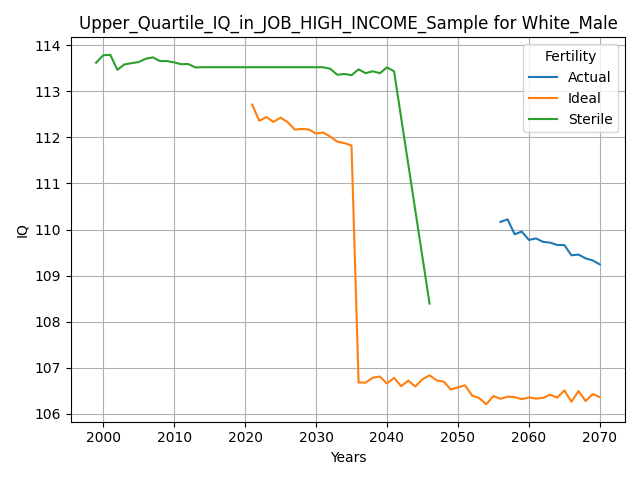 Upper_Quartile_IQ_in_JOB_HIGH_INCOME_Sample for White_Male
Fertility
Actual
Ideal
Sterile
114
113
112
111
110
109
108
107
106
IQ
2000 2010 2020 2030 2040 2050 2060 2070
Years